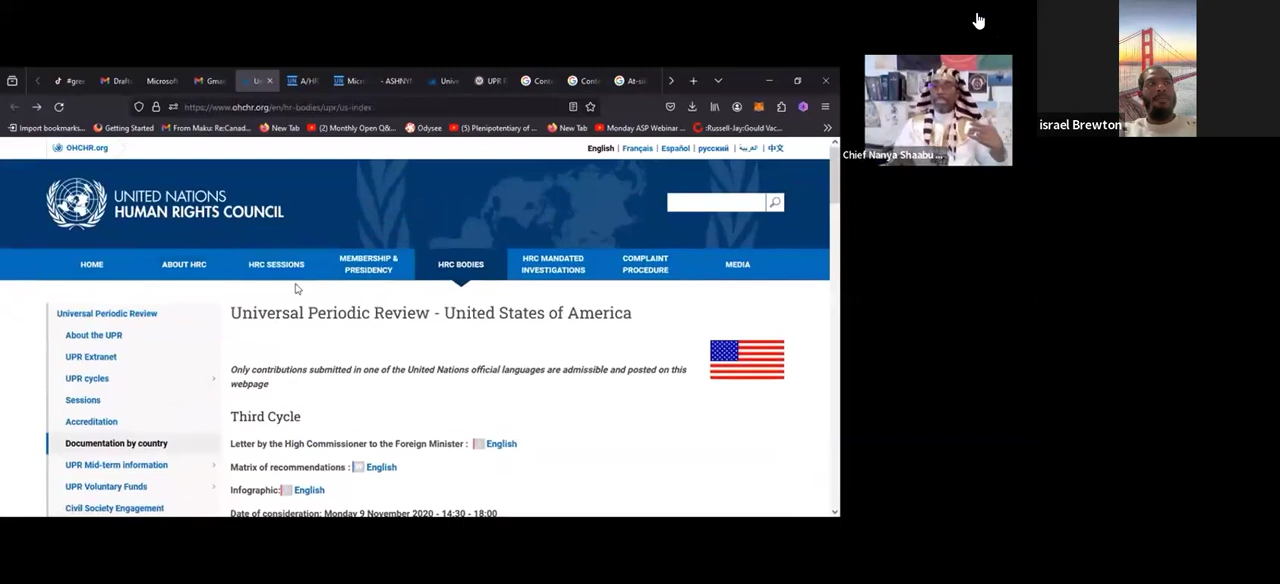 #gre
Draft
Microsoft
Gma
U
A/HR
Micr
- ASHNY
Unive
UPR F
Cont
Conte
At-si
https://www.ohchr.org/en/hr-bodies/upr/us-index
Import bookmarks...
Getting Started
From Maku: Re:Canad...
New Tab
(2) Monthly Open Q&...
Odysee
(5) Plenipotentiary of ...
New Tab
Monday ASP Webinar ...
:Russell-Jay:Gould Vac...
OHCHR.org
English | Français | Español | русский | العربية | 中文
UNITED NATIONS
HUMAN RIGHTS COUNCIL
HOME
ABOUT HRC
HRC SESSIONS
MEMBERSHIP &
PRESIDENCY
HRC BODIES
HRC MANDATED
INVESTIGATIONS
COMPLAINT
PROCEDURE
MEDIA
Universal Periodic Review
About the UPR
UPR Extranet
UPR cycles
Sessions
Accreditation
Documentation by country
UPR Mid-term information
UPR Voluntary Funds
Civil Society Engagement
Universal Periodic Review - United States of America
Only contributions submitted in one of the United Nations official languages are admissible and posted on this
webpage
Third Cycle
Letter by the High Commissioner to the Foreign Minister : English
Matrix of recommendations : English
Infographic: English
Date of consideration: Monday 9 November 2020 - 14:30 - 18:00
Chief Nanya Shaabu ...
israel Brewton